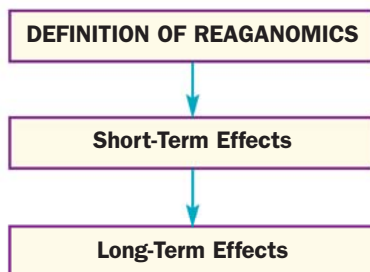 DEFINITION OF REAGANOMICS
Short-Term Effects
Long-Term Effects